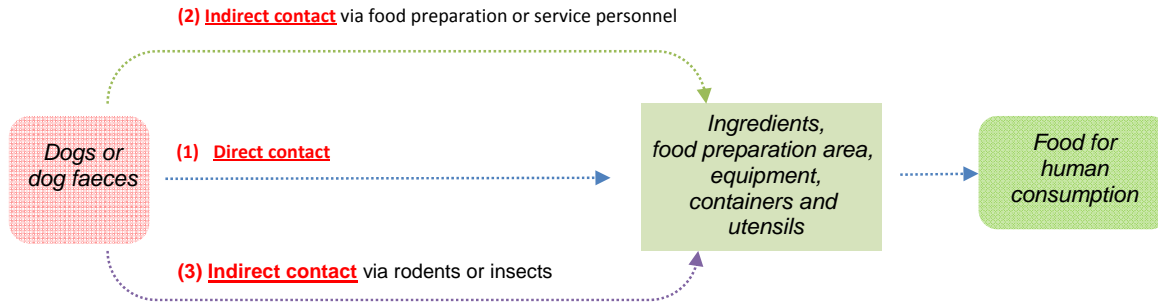 (2) Indirect contact via food preparation or service personnel
Dogs or
dog faeces
(1) Direct contact
Ingredients,
food preparation area,
equipment,
containers and
utensils
Food for
human
consumption
(3) Indirect contact via rodents or insects